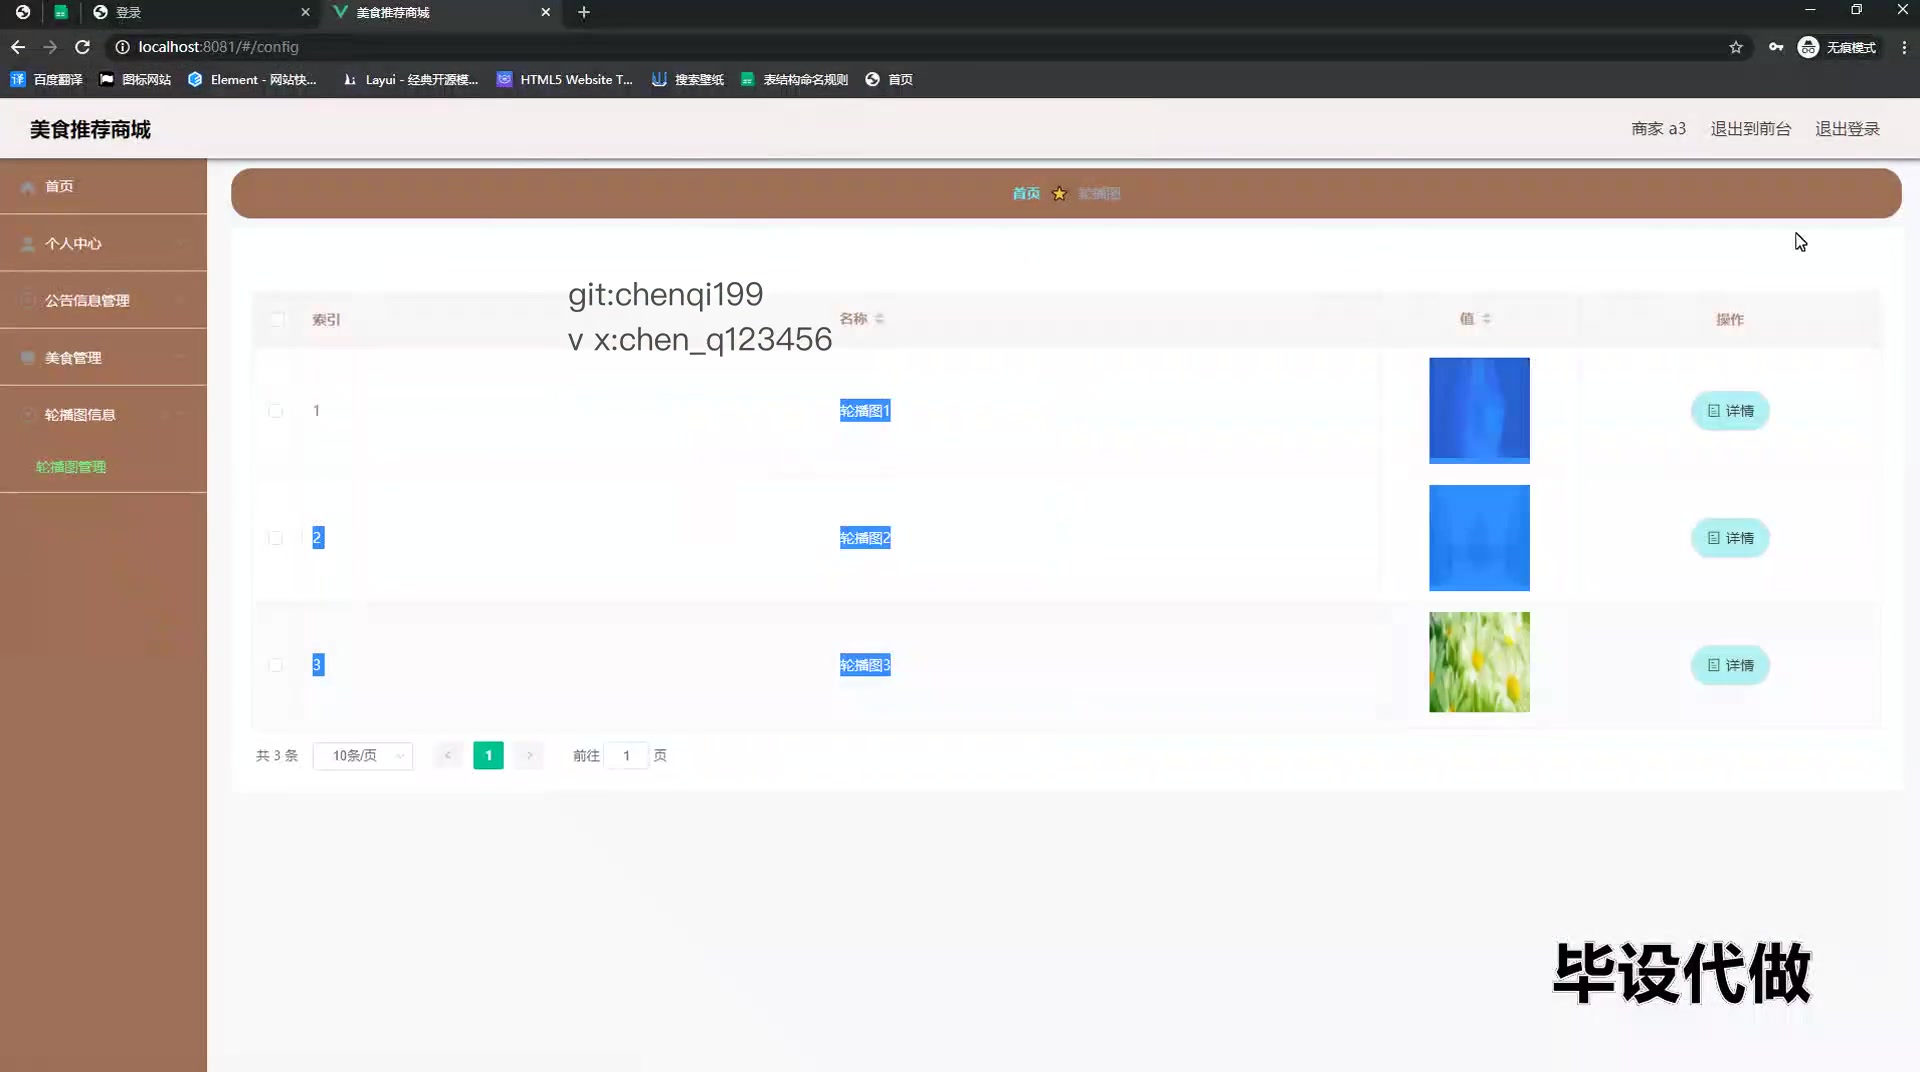 登录
美食推荐商城
localhost:8081/#/config
无痕模式
百度翻译
图标网站
Element - 网站快...
Layui - 经典开源模...
HTML5 Website T...
搜索壁纸
表结构命名规则
首页
美食推荐商城
商家 a3
退出到前台
退出登录
首页
个人中心
公告信息管理
美食管理
轮播图信息
轮播图管理
首页
轮播图
git:chenqi199
v x:chen_q123456
索引
名称
值
操作
1
轮播图1
详情
2
轮播图2
详情
3
轮播图3
详情
共 3 条
10条/页
1
前往
1
页
毕设代做